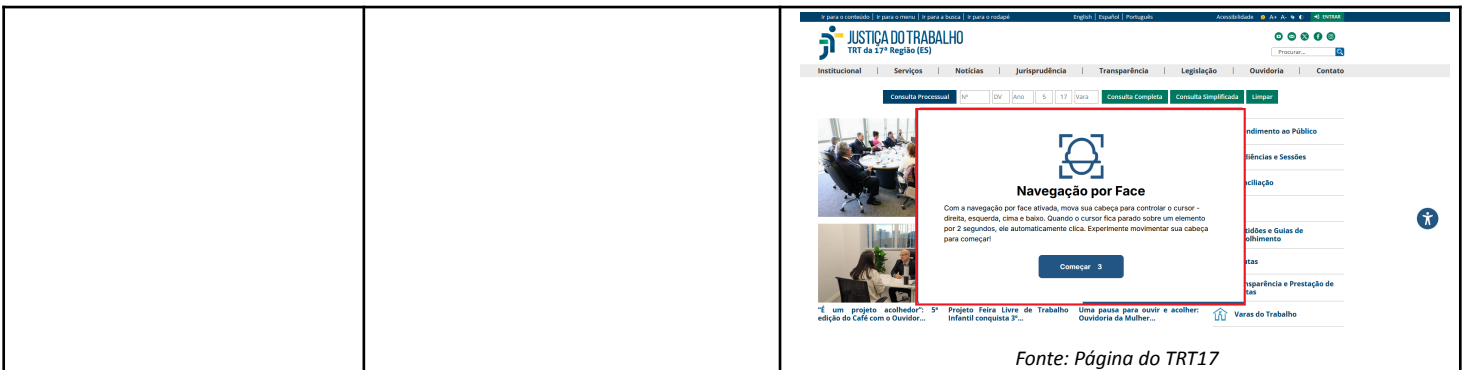 Ir para o conteúdo | Ir para o menu | Ir para a busca | Ir para o rodapé English | Español | Português Acessibilidade A+ A- ENTRAR
JUSTIÇA DO TRABALHO
TRT da 17ª Região (ES)
Procurar...
Institucional | Serviços | Notícias | Jurisprudência | Transparência | Legislação | Ouvidoria | Contato
Consulta Processual Nº DV Ano 5 17 Vara Consulta Completa Consulta Simplificada Limpar
ndimento ao Público
iências e Sessões
nciliação
Navegação por Face
Com a navegação por face ativada, mova sua cabeça para controlar o cursor -
direita, esquerda, cima e baixo. Quando o cursor fica parado sobre um elemento
por 2 segundos, ele automaticamente clica. Experimente movimentar sua cabeça
para começar!
tidões e Guias de
olhimento
Começar 3
utas
nsparência e Prestação de
tas
"É um projeto acolhedor": 5ª
edição do Café com o Ouvidor...
Projeto Feira Livre de Trabalho
Infantil conquista 3º...
Uma pausa para ouvir e acolher:
Ouvidoria da Mulher...
Varas do Trabalho
Fonte: Página do TRT17